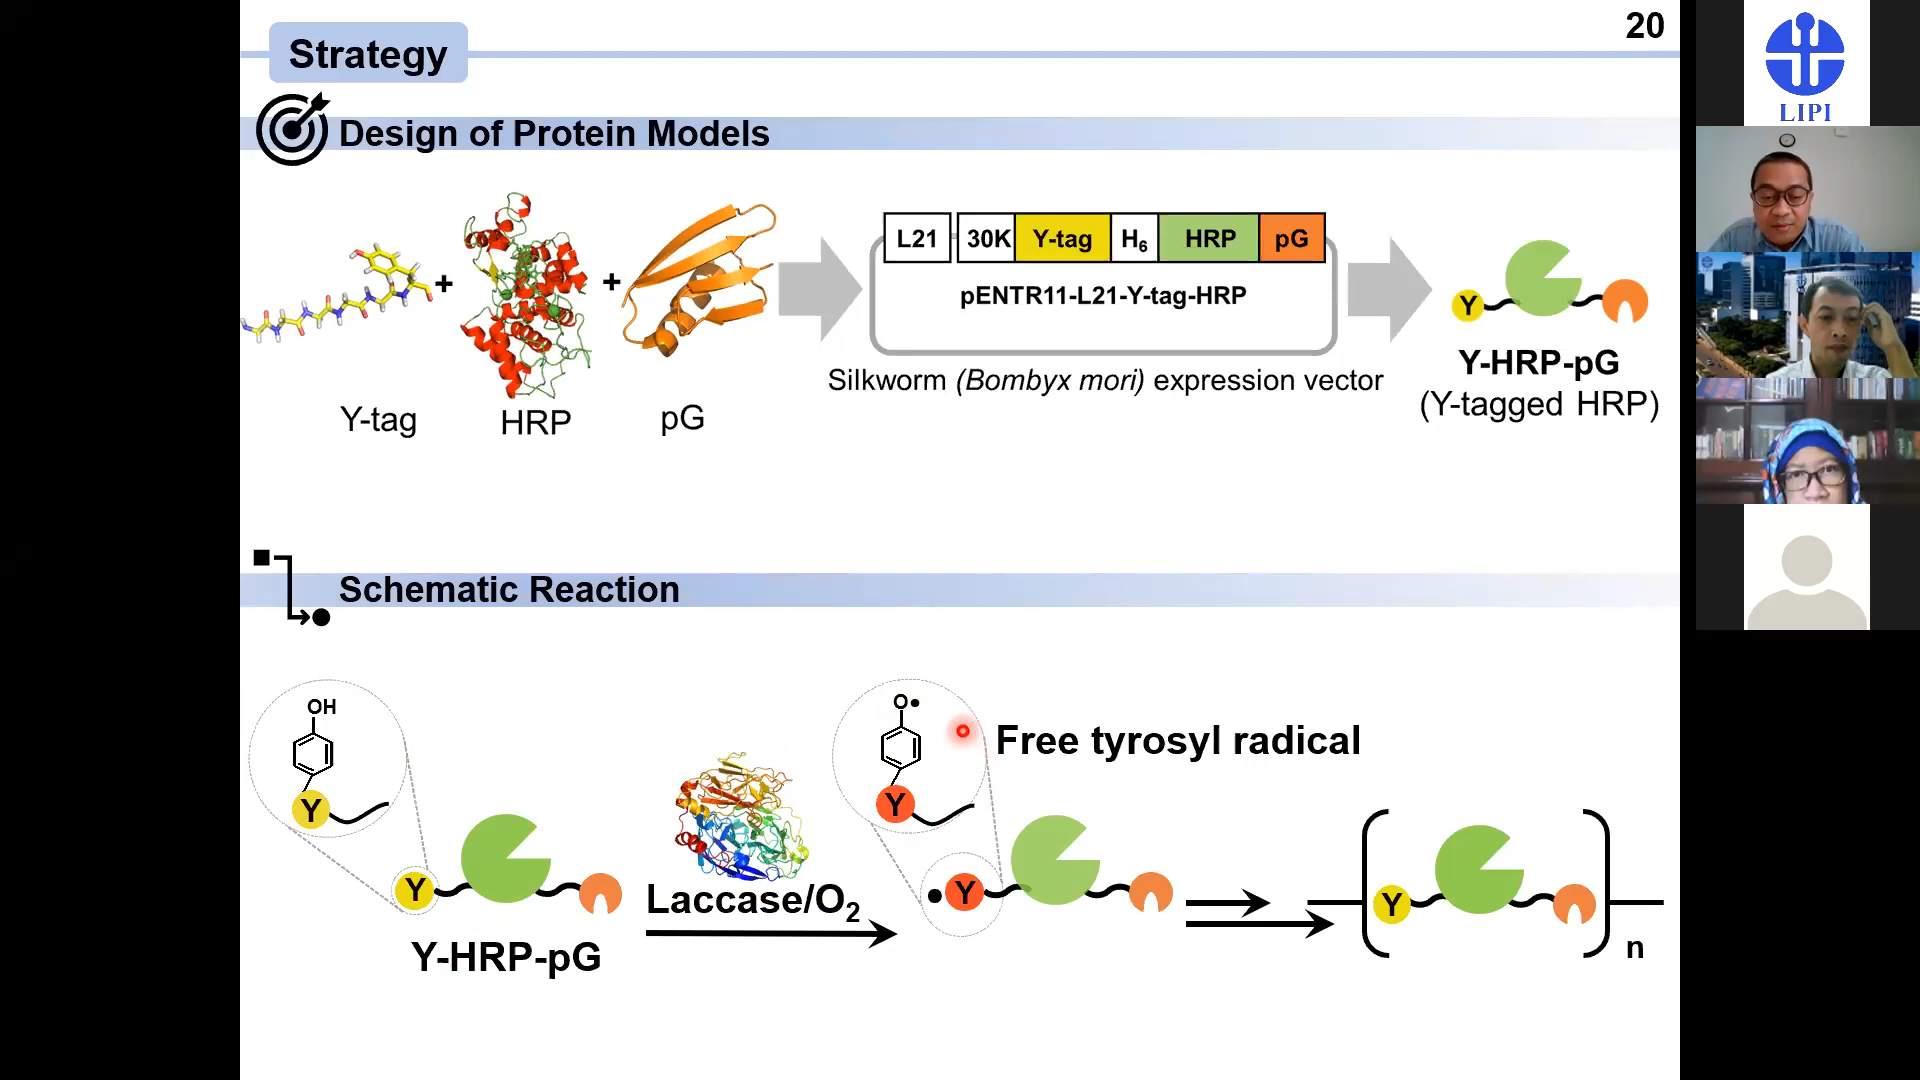 20
Strategy
Design of Protein Models
L21 30K Y-tag H6 HRP pG
pENTR11-L21-Y-tag-HRP
+ +
Y
Silkworm (Bombyx mori) expression vector
Y-HRP-pG
(Y-tagged HRP)
Y-tag HRP pG
Schematic Reaction
OH
Y
Y
Y-HRP-pG
Laccase/O2
O•
Y
Free tyrosyl radical
• Y
Y
n
LIPI